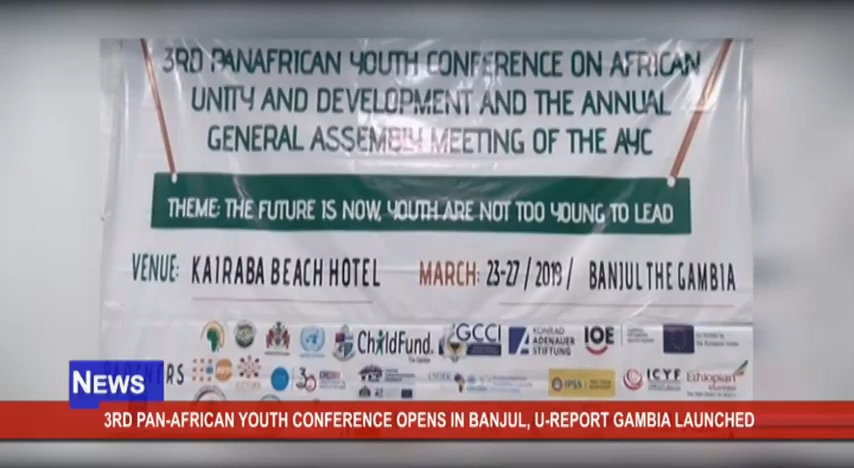 3RD PANAFRICAN YOUTH CONFERENCE ON AFRICAN
UNITY AND DEVELOPMENT AND THE ANNUAL
GENERAL ASSEMBLY MEETING OF THE AYC
THEME: THE FUTURE IS NOW, YOUTH ARE NOT TOO YOUNG TO LEAD
VENUE: KAIRABA BEACH HOTEL MARCH: 23-27 / 2019 / BANJUL THE GAMBIA
ChildFund
The Gambia
GCCI
KONRAD
ADENAUER
STIFTUNG
IOE
IPSS
ICYF
Ethiopian
News
3RD PAN-AFRICAN YOUTH CONFERENCE OPENS IN BANJUL, U-REPORT GAMBIA LAUNCHED